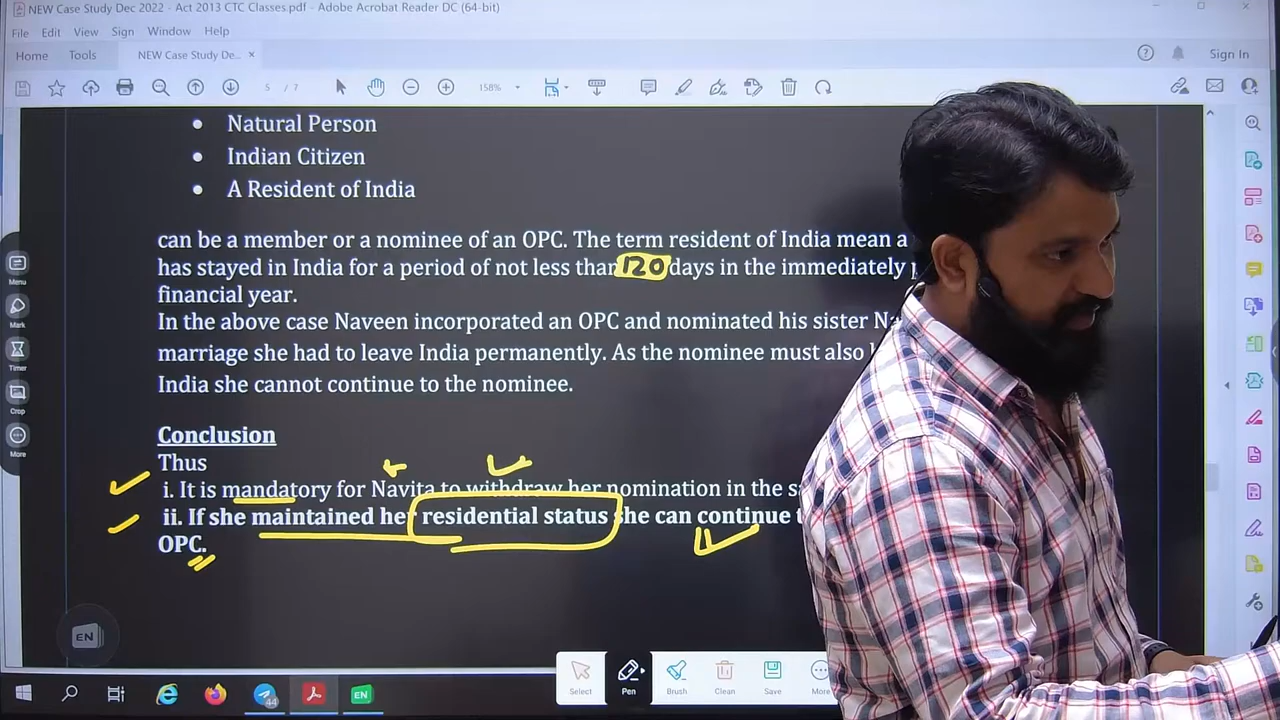 NEW Case Study Dec 2022 - Act 2013 CTC Classes.pdf - Adobe Acrobat Reader DC (64-bit)
File Edit View Sign Window Help
Home Tools NEW Case Study De... × Sign In
5 / 7 158%
• Natural Person
• Indian Citizen
• A Resident of India
can be a member or a nominee of an OPC. The term resident of India mean a
has stayed in India for a period of not less than 120 days in the immediately
financial year.
In the above case Naveen incorporated an OPC and nominated his sister
marriage she had to leave India permanently. As the nominee must also
India she cannot continue to the nominee.
Conclusion
Thus
i. It is mandatory for Navita to withdraw her nomination in the
ii. If she maintained her residential status she can continue
OPC.
Menu
Mark
Timer
Crop
More
EN
Select Pen Brush Clean Save More
44 EN